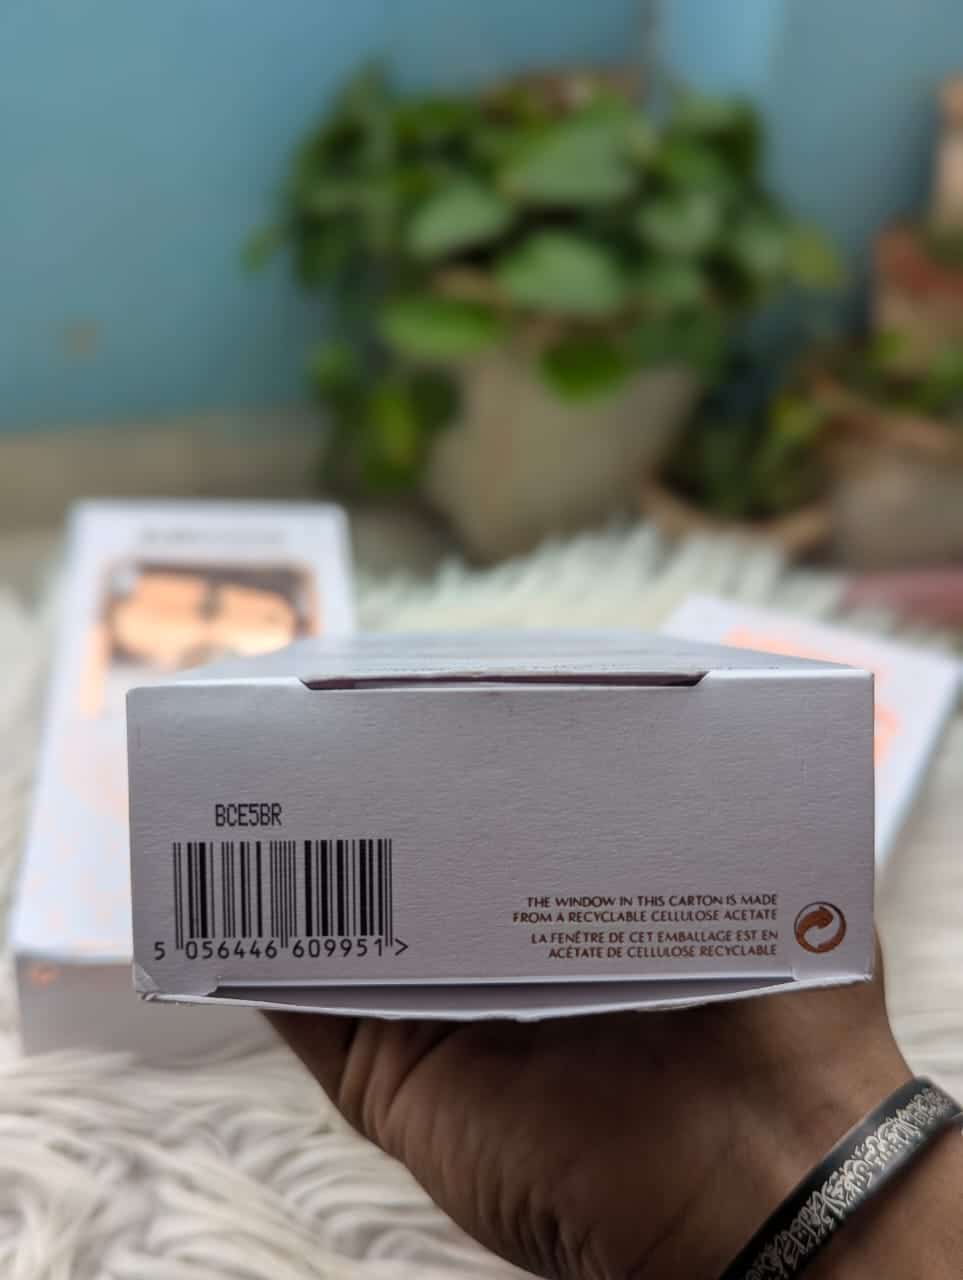 BCE5BR
5 056446 609951 >
THE WINDOW IN THIS CARTON IS MADE
FROM A RECYCLABLE CELLULOSE ACETATE
LA FENÊTRE DE CET EMBALLAGE EST EN
ACÉTATE DE CELLULOSE RECYCLABLE